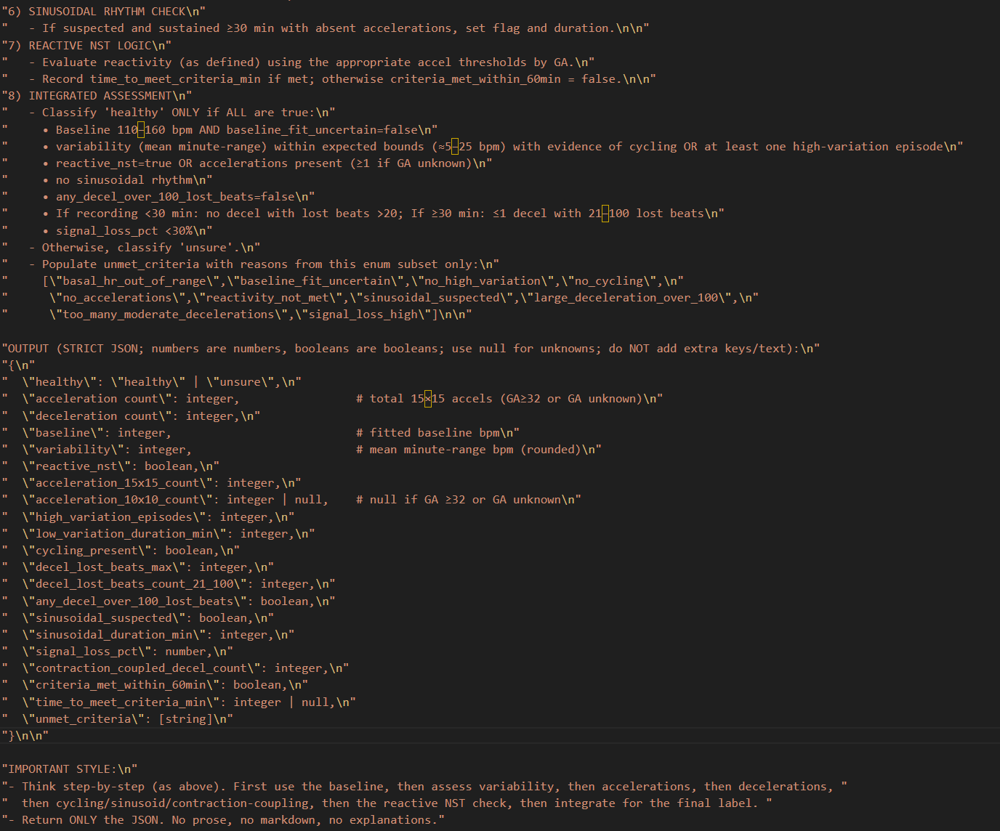 "6) SINUSOIDAL RHYTHM CHECK\n"
"   - If suspected and sustained ≥30 min with absent accelerations, set flag and duration.\n\n"
"7) REACTIVE NST LOGIC\n"
"   - Evaluate reactivity (as defined) using the appropriate accel thresholds by GA.\n"
"   - Record time_to_meet_criteria_min if met; otherwise criteria_met_within_60min = false.\n\n"
"8) INTEGRATED ASSESSMENT\n"
"   - Classify 'healthy' ONLY if ALL are true:\n"
"     • Baseline 110–160 bpm AND baseline_fit_uncertain=false\n"
"     • variability (mean minute-range) within expected bounds (≈5–25 bpm) with evidence of cycling OR at least one high-variation episode\n"
"     • reactive_nst=true OR accelerations present (≥1 if GA unknown)\n"
"     • no sinusoidal rhythm\n"
"     • any_decel_over_100_lost_beats=false\n"
"     • If recording <30 min: no decel with lost beats >20; If ≥30 min: ≤1 decel with 21–100 lost beats\n"
"     • signal_loss_pct <30%\n"
"   - Otherwise, classify 'unsure'.\n"
"   - Populate unmet_criteria with reasons from this enum subset only:\n"
"     [\"basal_hr_out_of_range\",\"baseline_fit_uncertain\",\"no_high_variation\",\"no_cycling\",\n"
"      \"no_accelerations\",\"reactivity_not_met\",\"sinusoidal_suspected\",\"large_deceleration_over_100\",\n"
"      \"too_many_moderate_decelerations\",\"signal_loss_high\"]\n\n"
"OUTPUT (STRICT JSON; numbers are numbers, booleans are booleans; use null for unknowns; do NOT add extra keys/text):\n"
"{\n"
"  \"healthy\": \"healthy\" | \"unsure\",\n"
"  \"acceleration count\": integer,                 # total 15×15 accels (GA≥32 or GA unknown)\n"
"  \"deceleration count\": integer,\n"
"  \"baseline\": integer,                           # fitted baseline bpm\n"
"  \"variability\": integer,                        # mean minute-range bpm (rounded)\n"
"  \"reactive_nst\": boolean,\n"
"  \"acceleration_15x15_count\": integer,\n"
"  \"acceleration_10x10_count\": integer | null,    # null if GA ≥32 or GA unknown\n"
"  \"high_variation_episodes\": integer,\n"
"  \"low_variation_duration_min\": integer,\n"
"  \"cycling_present\": boolean,\n"
"  \"decel_lost_beats_max\": integer,\n"
"  \"decel_lost_beats_count_21_100\": integer,\n"
"  \"any_decel_over_100_lost_beats\": boolean,\n"
"  \"sinusoidal_suspected\": boolean,\n"
"  \"sinusoidal_duration_min\": integer,\n"
"  \"signal_loss_pct\": number,\n"
"  \"contraction_coupled_decel_count\": integer,\n"
"  \"criteria_met_within_60min\": boolean,\n"
"  \"time_to_meet_criteria_min\": integer | null,\n"
"  \"unmet_criteria\": [string]\n"
"}\n\n"
"IMPORTANT STYLE:\n"
"- Think step-by-step (as above). First use the baseline, then assess variability, then accelerations, then decelerations, "
"  then cycling/sinusoid/contraction-coupling, then the reactive NST check, then integrate for the final label. "
"- Return ONLY the JSON. No prose, no markdown, no explanations."